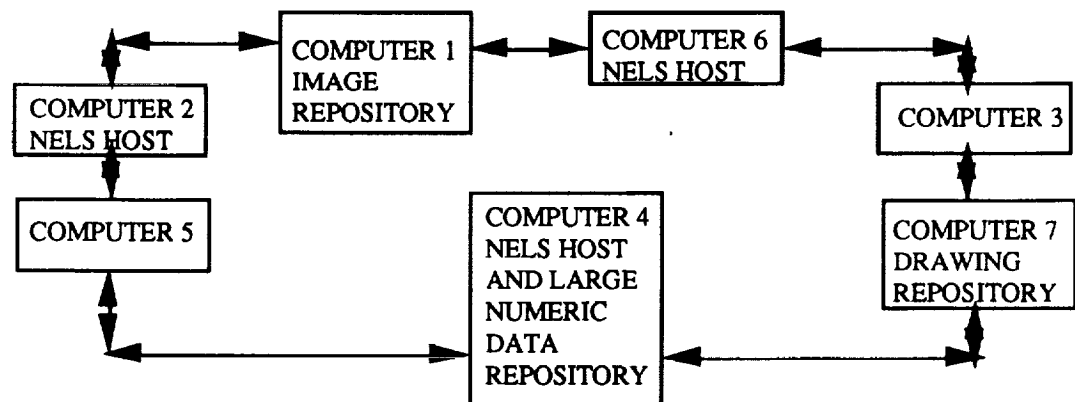 COMPUTER 1
IMAGE
REPOSITORY
COMPUTER 6
NELS HOST
COMPUTER 2
NELS HOST
COMPUTER 3
COMPUTER 5
COMPUTER 4
NELS HOST
AND LARGE
NUMERIC
DATA
REPOSITORY
COMPUTER 7
DRAWING
REPOSITORY